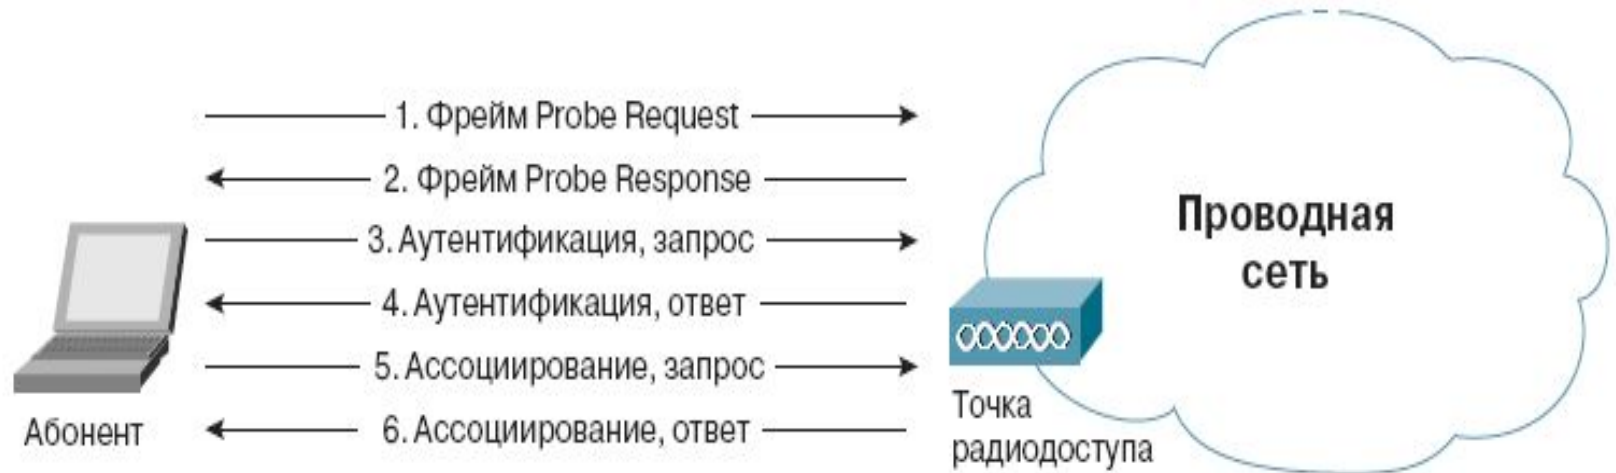 1. Фрейм Probe Request
2. Фрейм Probe Response
3. Аутентификация, запрос
4. Аутентификация, ответ
5. Ассоциирование, запрос
6. Ассоциирование, ответ
Абонент
Проводная
сеть
Точка
радиодоступа